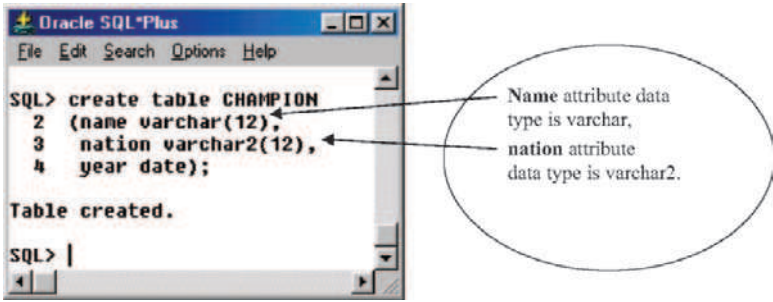 Oracle SQL*Plus
File Edit Search Options Help
SQL> create table CHAMPION
2 (name varchar(12),
3 nation varchar2(12),
4 year date);
Table created.
SQL>
Name attribute data
type is varchar,
nation attribute
data type is varchar2.